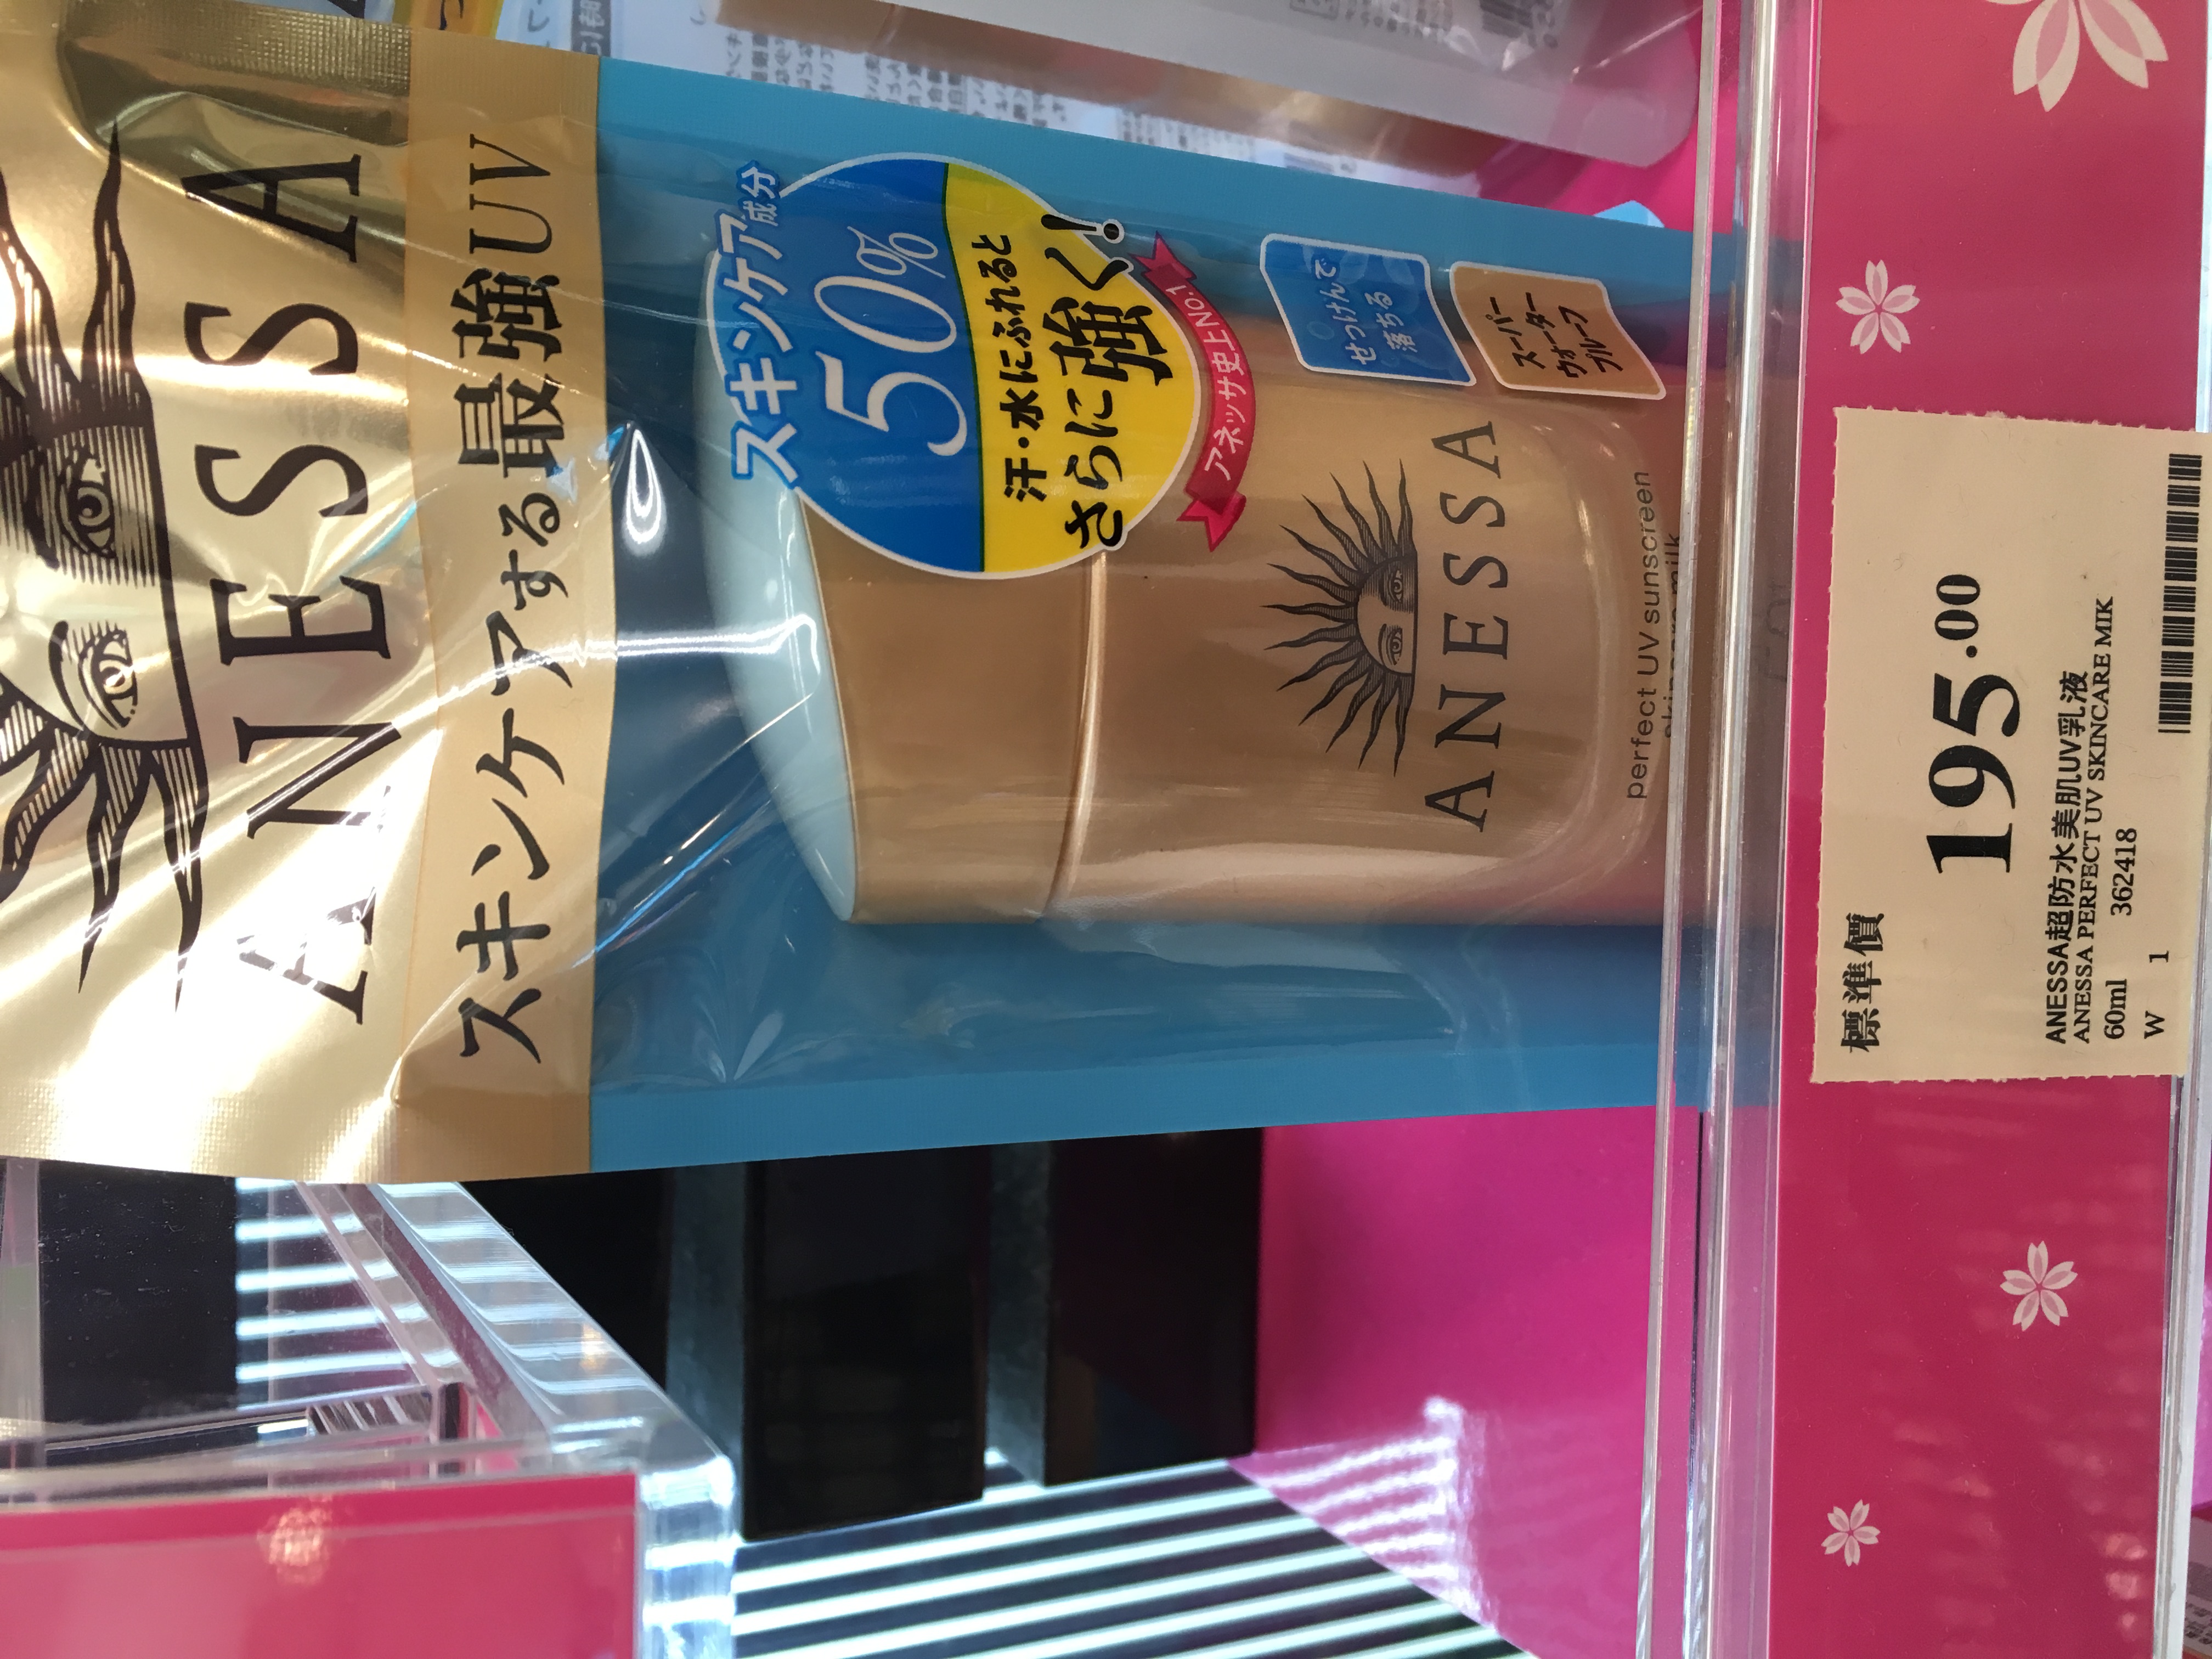 ANESSA
スキンケアする最強UV
スキンケア成分
50%
汗・水にふれると
さらに強く!
アネッサ史上No.1
せっけんで
落ちる
スーパー
ウォーター
プルーフ
ANESSA
perfect UV sunscreen
skincare milk
標準價
195.00
ANESSA超防水美肌UV乳液
ANESSA PERFECT UV SKINCARE MIK
60ml 362418
W 1